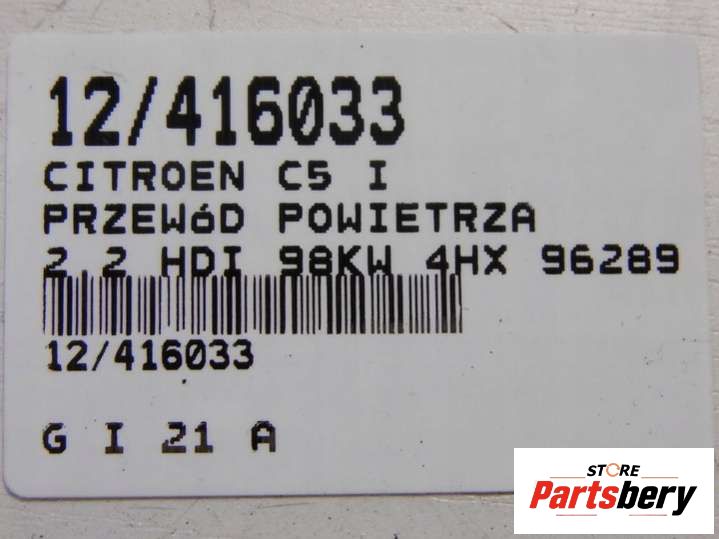 12/416033
CITROEN C5 I
PRZEWóD POWIETRZA
2.2 HDI 98KW 4HX 96289
12/416033
G I 21 A
STORE
Partsbery